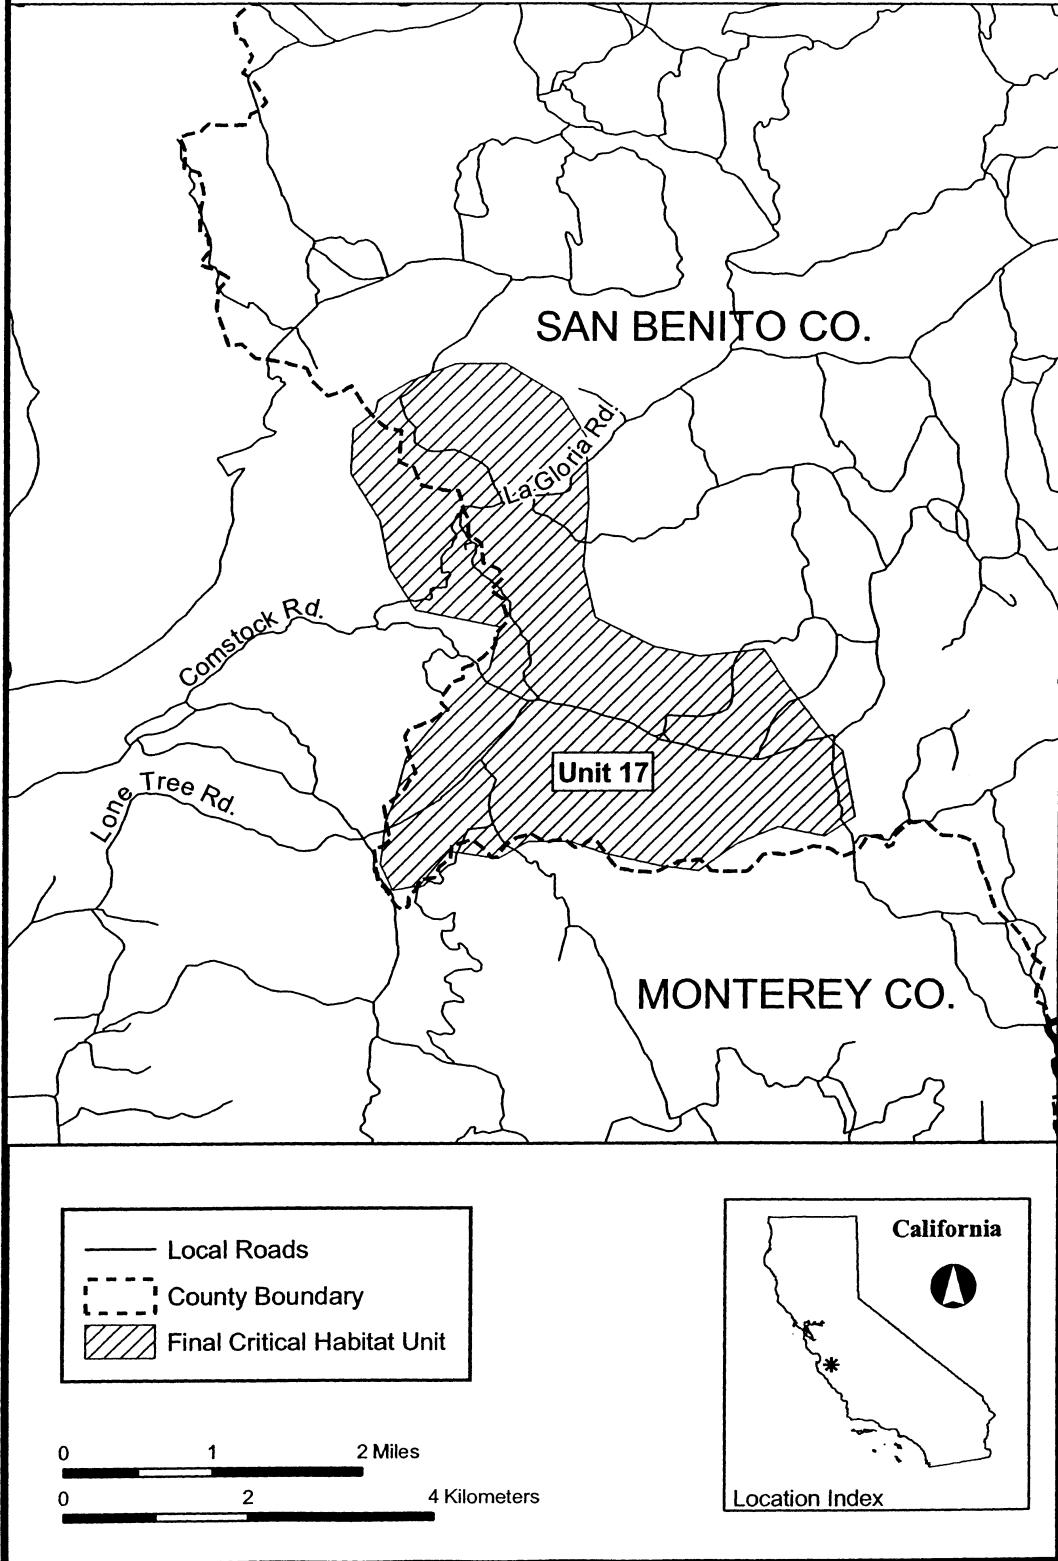 SAN BENITO CO.
La Gloria Rd.
Comstock Rd.
Unit 17
Lone Tree Rd.
MONTEREY CO.
Local Roads
County Boundary
Final Critical Habitat Unit
0 1 2 Miles
0 2 4 Kilometers
California
Location Index